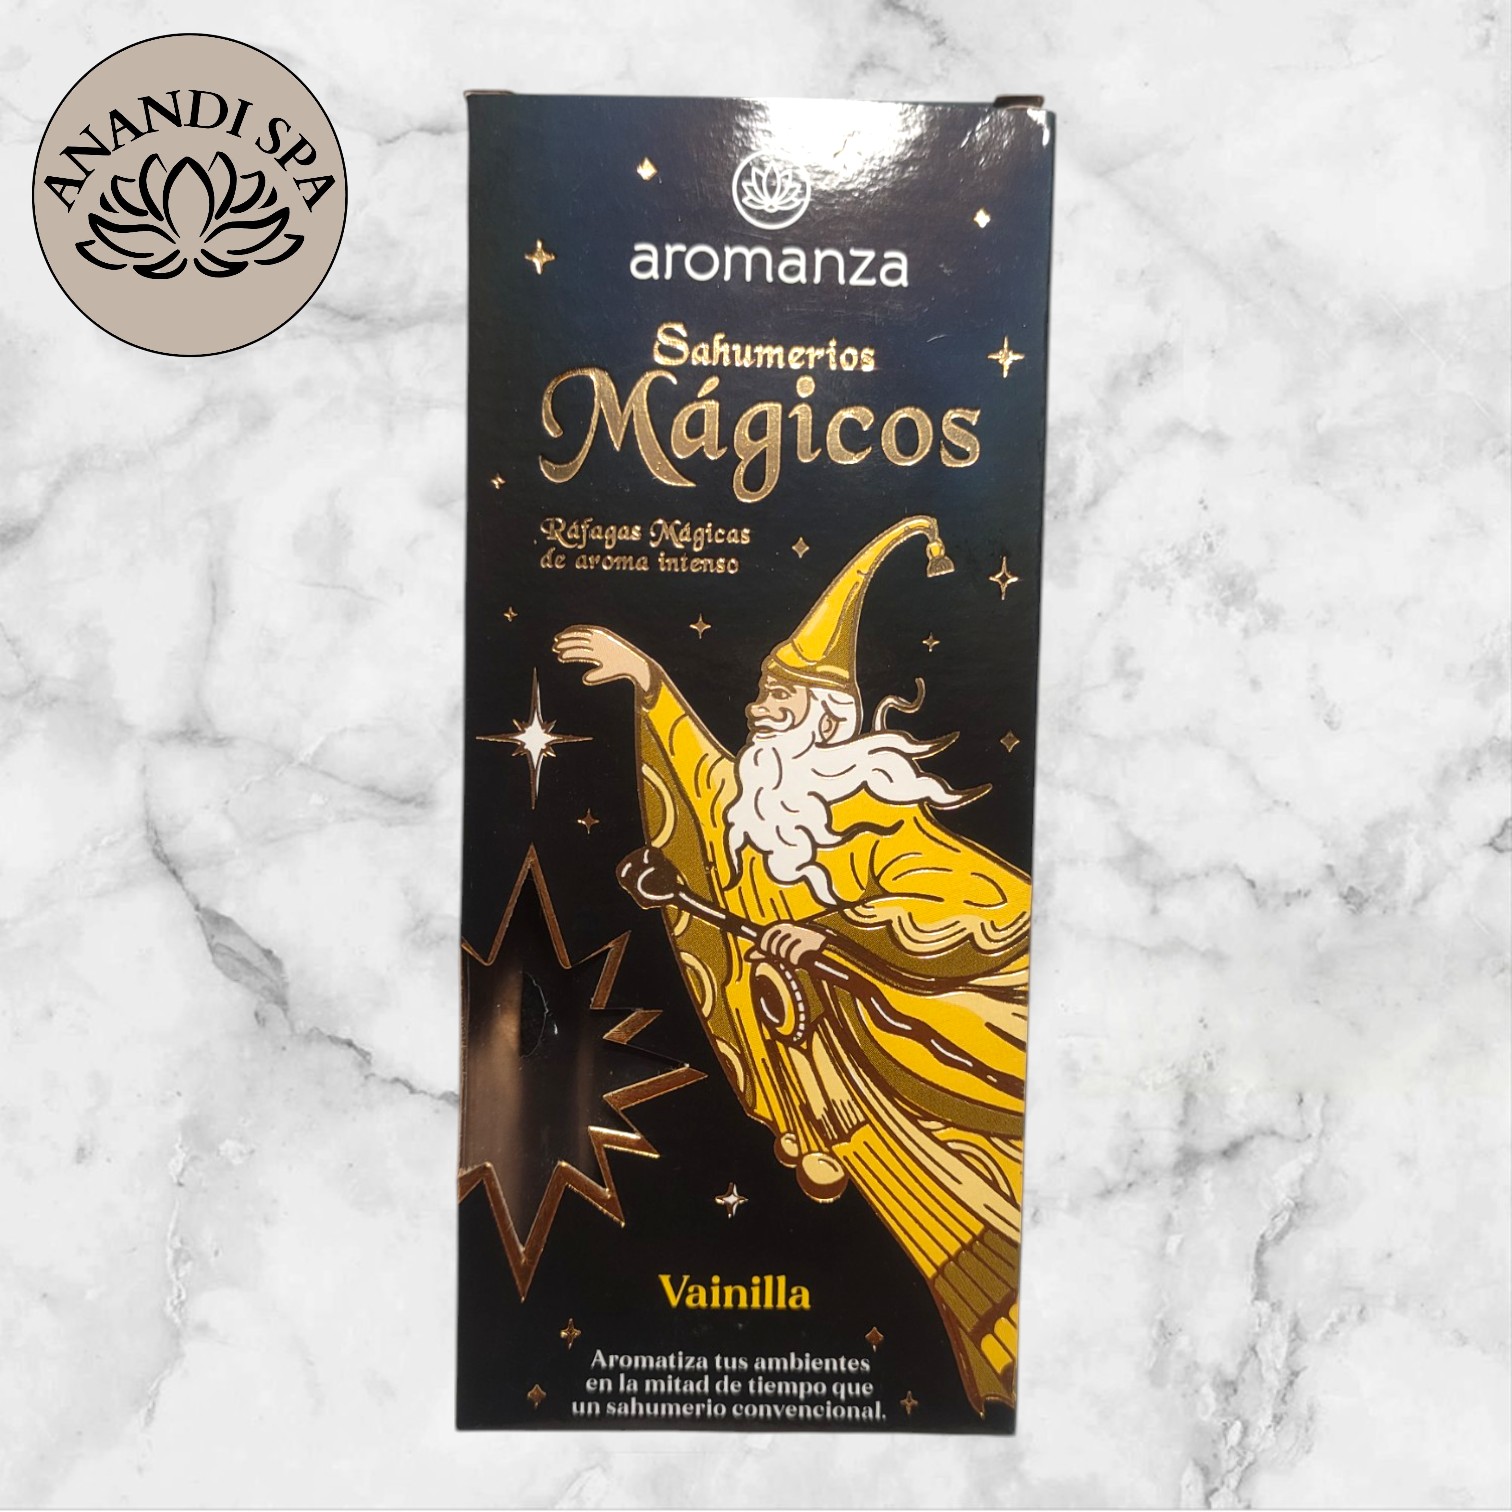 ANANDI SPA
aromanza
Sahumerios
Mágicos
Ráfagas Mágicas
de aroma intenso
Vainilla
Aromatiza tus ambientes
en la mitad de tiempo que
un sahumerio convencional.